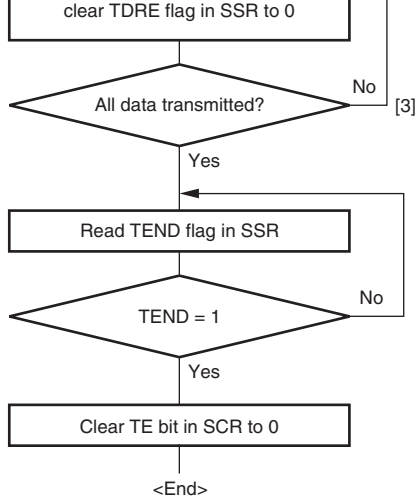 clear TDRE flag in SSR to 0
No
All data transmitted?
[3]
Yes
Read TEND flag in SSR
No
TEND = 1
Yes
Clear TE bit in SCR to 0
<End>